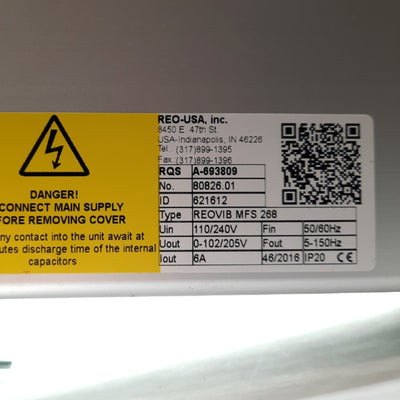 DANGER!
CONNECT MAIN SUPPLY
FORE REMOVING COVER
ny contact into the unit await at
utes discharge time of the internal
capacitors
REO-USA, inc.
8450 E. 47th St.
USA-Indianapolis, IN 46226
Tel.: (317)899-1395
Fax.:(317)899-1396
RQS A-693809
No. 80826.01
ID 621612
Type REOVIB MFS 268
Uin 110/240V Fin 50/60Hz
Uout 0-102/205V Fout 5-150Hz
Iout 6A 46/2016 IP20 CE